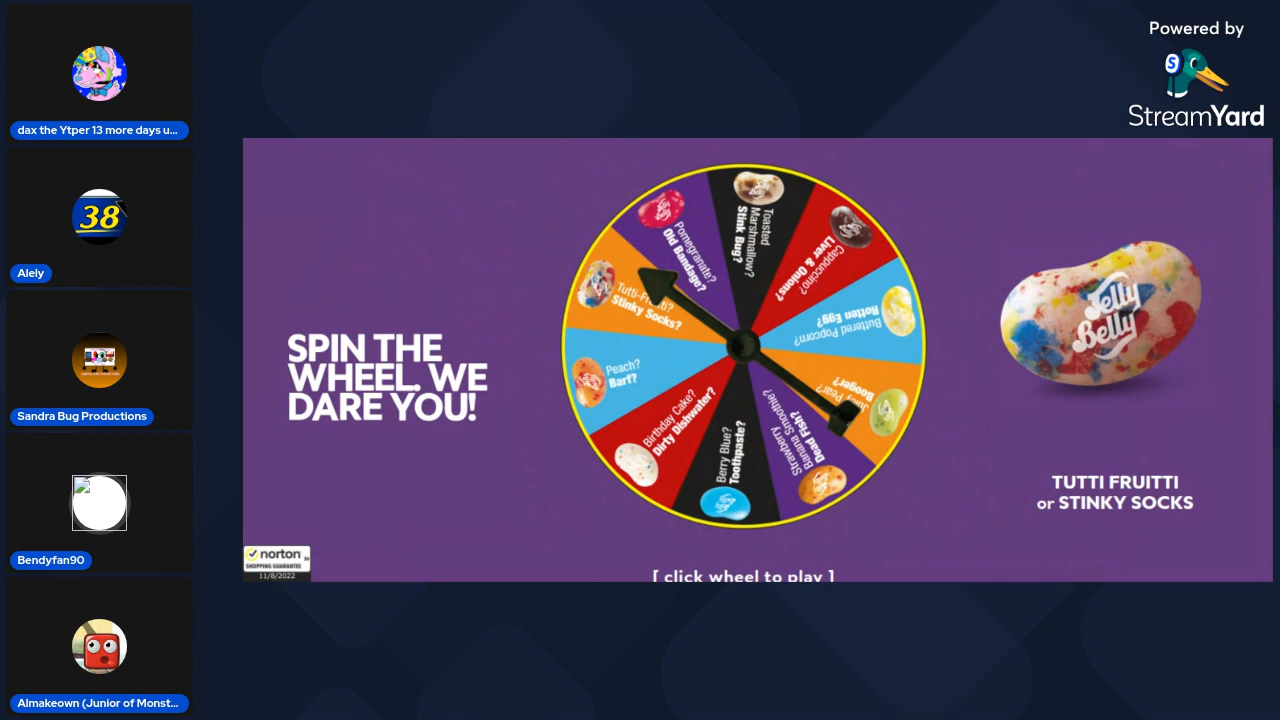 Powered by
S
StreamYard
dax the Ytper 13 more days u...
38
Alely
Sandra Bug Productions
Bendyfan90
Almakeown (Junior of Monst...
SPIN THE
WHEEL. WE
DARE YOU!
Toasted
Marshmallow?
Stink Bug?
Cappuccino?
Liver & Onions?
Buttered Popcorn?
Rotten Egg?
Pear?
Booger?
Strawberry
Banana Smoothie?
Dead Fish?
Berry Blue?
Toothpaste?
Birthday Cake?
Dirty Dishwater?
Peach?
Barf?
Tutti-Fr
Stinky Socks?
Pomegranate?
Old Bandage?
Jelly
Belly
TUTTI FRUITTI
or STINKY SOCKS
norton
SHOPPING GUARANTEE
11/8/2022
[ click wheel to play ]